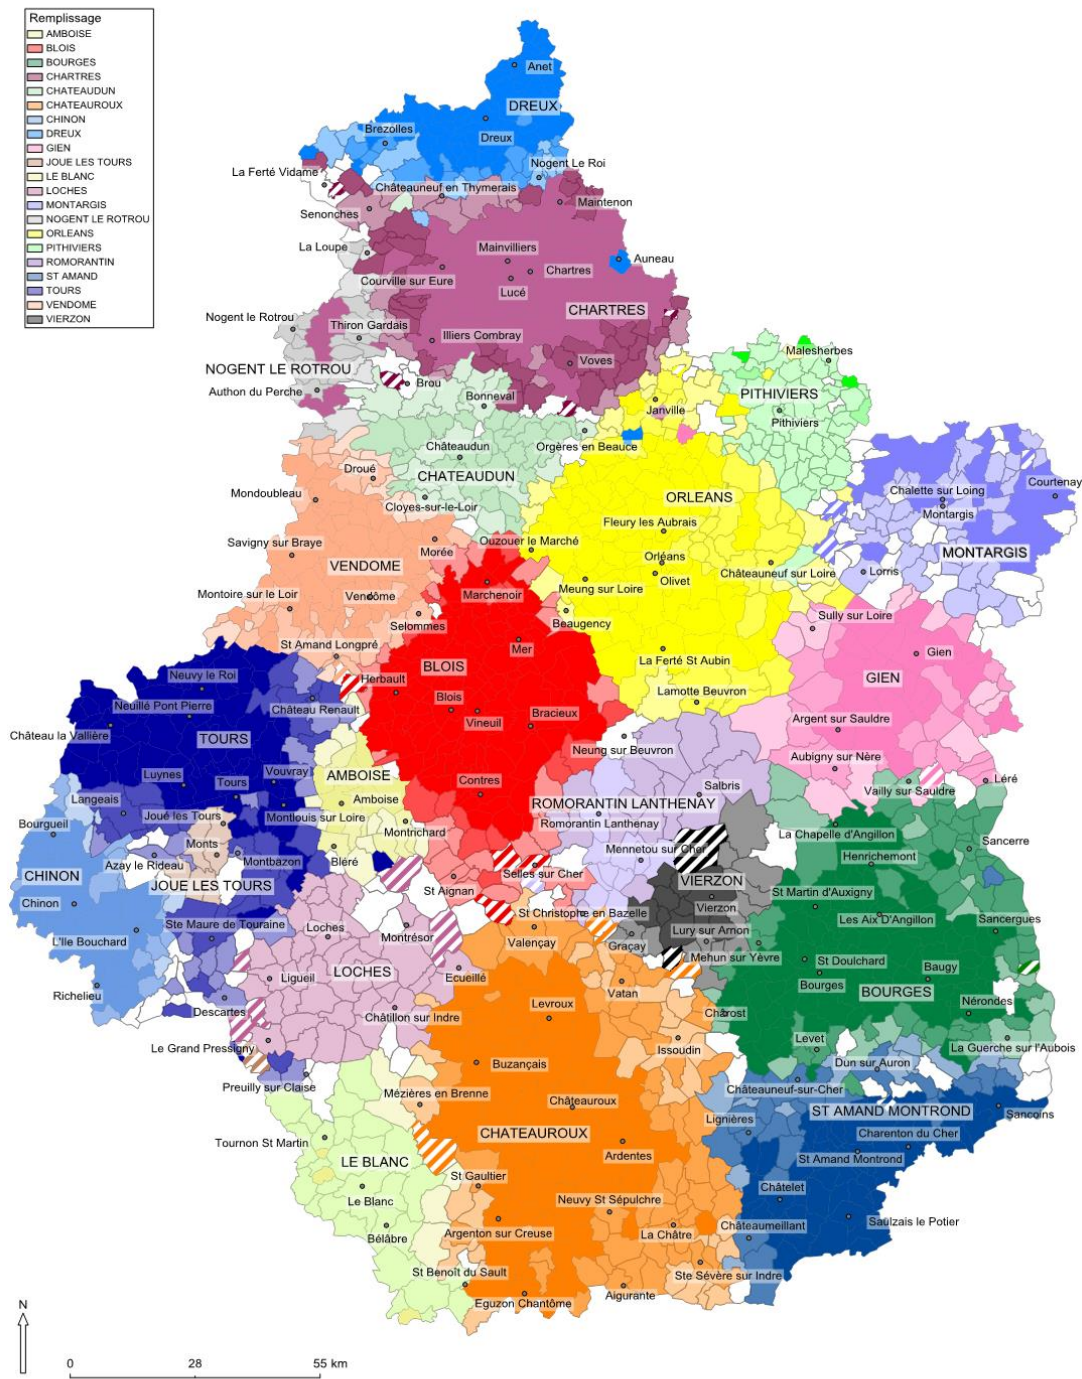 Remplissage
AMBOISE
BLOIS
BOURGES
CHARTRES
CHATEAUDUN
CHATEAUROUX
CHINON
DREUX
GIEN
JOUE LES TOURS
LE BLANC
LOCHES
MONTARGIS
NOGENT LE ROTROU
ORLEANS
PITHIVIERS
ROMORANTIN
ST AMAND
TOURS
VENDOME
VIERZON
Anet
DREUX
Brezolles
Dreux
La Ferté Vidame
Nogent Le Roi
Châteauneuf en Thymerais
Senonches
Maintenon
La Loupe
Mainvilliers
Auneau
Courville sur Eure
Chartres
Lucé
CHARTRES
Nogent le Rotrou
Thiron Gardais
Illiers Combray
NOGENT LE ROTROU
Voves
Malesherbes
Authon du Perche
Brou
PITHIVIERS
Bonneval
Janville
Pithiviers
Châteaudun
Orgères en Beauce
Droué
CHATEAUDUN
Chalette sur Loing
Courtenay
Mondoubleau
ORLEANS
Cloyes-sur-le-Loir
Montargis
Fleury les Aubrais
Savigny sur Braye
Morée
Ouzouer le Marché
MONTARGIS
VENDOME
Orléans
Châteauneuf sur Loire
Lorris
Olivet
Montoire sur le Loir
Vendôme
Marchenoir
Meung sur Loire
Selommes
Beaugency
Sully sur Loire
St Amand Longpré
Mer
La Ferté St Aubin
Gien
Neuvy le Roi
BLOIS
GIEN
Herbault
Château Renault
Blois
Lamotte Beuvron
Neuillé Pont Pierre
Vineuil
Bracieux
Argent sur Sauldre
Château la Vallière
TOURS
Neung sur Beuvron
Aubigny sur Nère
Luynes
Tours
Vouvray
AMBOISE
Contres
Salbris
Vailly sur Sauldre
Léré
Langeais
Amboise
ROMORANTIN LANTHENAY
Joué les Tours
Montlouis sur Loire
Montrichard
Romorantin Lanthenay
Bourgueil
La Chapelle d'Angillon
Sancerre
Monts
Bléré
Mennetou sur Cher
Azay le Rideau
Montbazon
Henrichemont
CHINON
Selles sur Cher
VIERZON
JOUE LES TOURS
St Aignan
St Martin d'Auxigny
Chinon
Vierzon
St Christophe en Bazelle
Les Aix D'Angillon
Sancergues
Ste Maure de Touraine
Loches
Montrésor
Valençay
Graçay
Lury sur Arnon
L'Ile Bouchard
Mehun sur Yèvre
St Doulchard
LOCHES
Ecueillé
Baugy
Richelieu
Ligueil
Vatan
Bourges
BOURGES
Descartes
Levroux
Nérondes
Châtillon sur Indre
Chârost
Le Grand Pressigny
Issoudin
Levet
La Guerche sur l'Aubois
Buzançais
Dun sur Auron
Preuilly sur Claise
Châteauneuf-sur-Cher
Mézières en Brenne
Châteauroux
ST AMAND MONTROND
Sancoins
Lignières
Tournon St Martin
CHATEAUROUX
Charenton du Cher
Ardentes
LE BLANC
St Amand Montrond
St Gaultier
Châtelet
Le Blanc
Neuvy St Sépulchre
Bélâbre
Argenton sur Creuse
La Châtre
Châteaumeillant
Saulzais le Potier
St Benoît du Sault
Ste Sévère sur Indre
Eguzon Chantôme
Aigurante
N
0 28 55 km